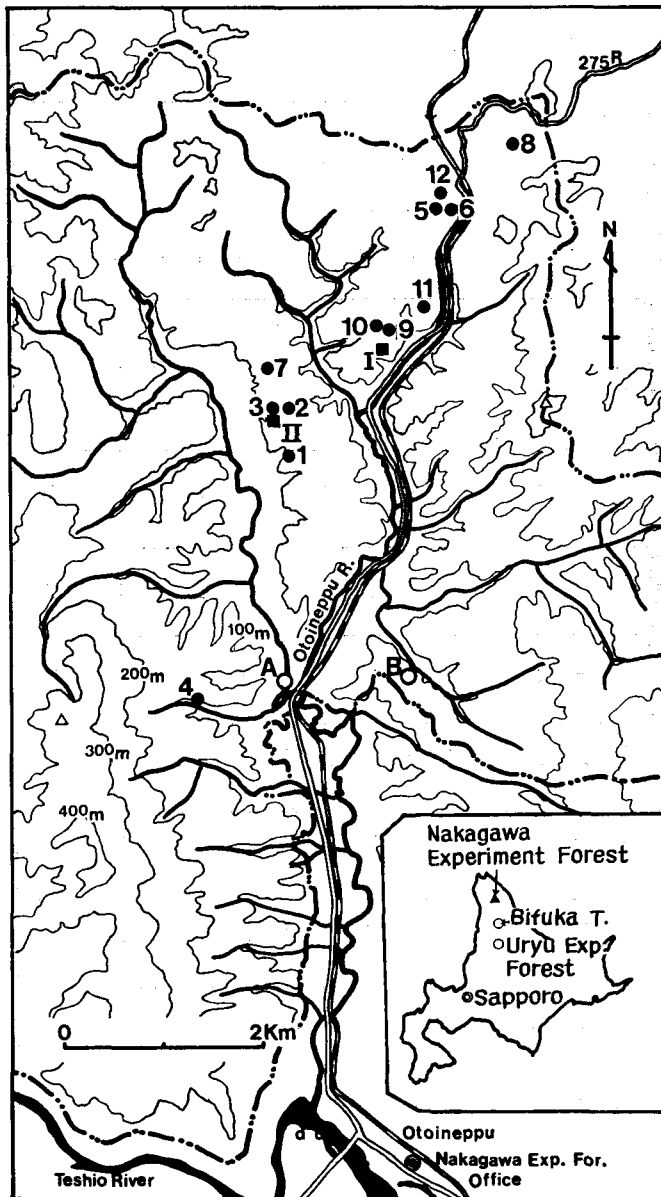 275R
8
12
5 6
N
11
10 9
I
7
3 2
II
1
Otoineppu R.
100m
A
B
200m
4
300m
400m
Nakagawa
Experiment Forest
Bifuka T.
Uryu Exp.
Forest
Sapporo
0 2Km
Otoineppu
Nakagawa Exp. For.
Office
Teshio River